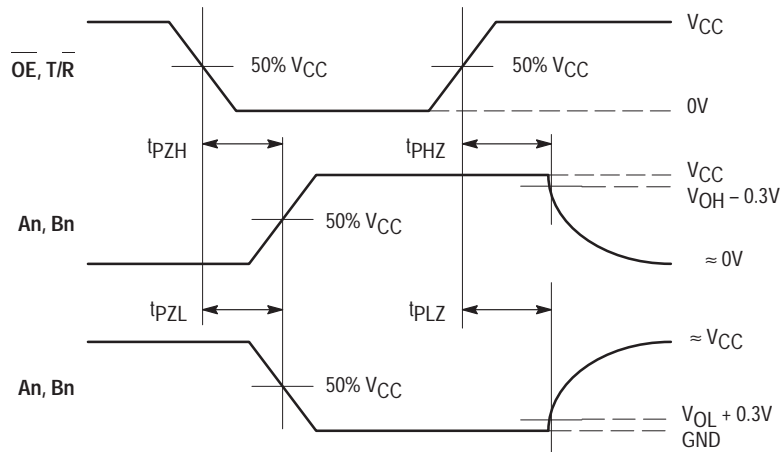 VCC
OE, T/R
50% VCC
50% VCC
0V
tPZH
tPHZ
VCC
VOH – 0.3V
An, Bn
50% VCC
≈ 0V
tPZL
tPLZ
≈ VCC
An, Bn
50% VCC
VOL + 0.3V
GND